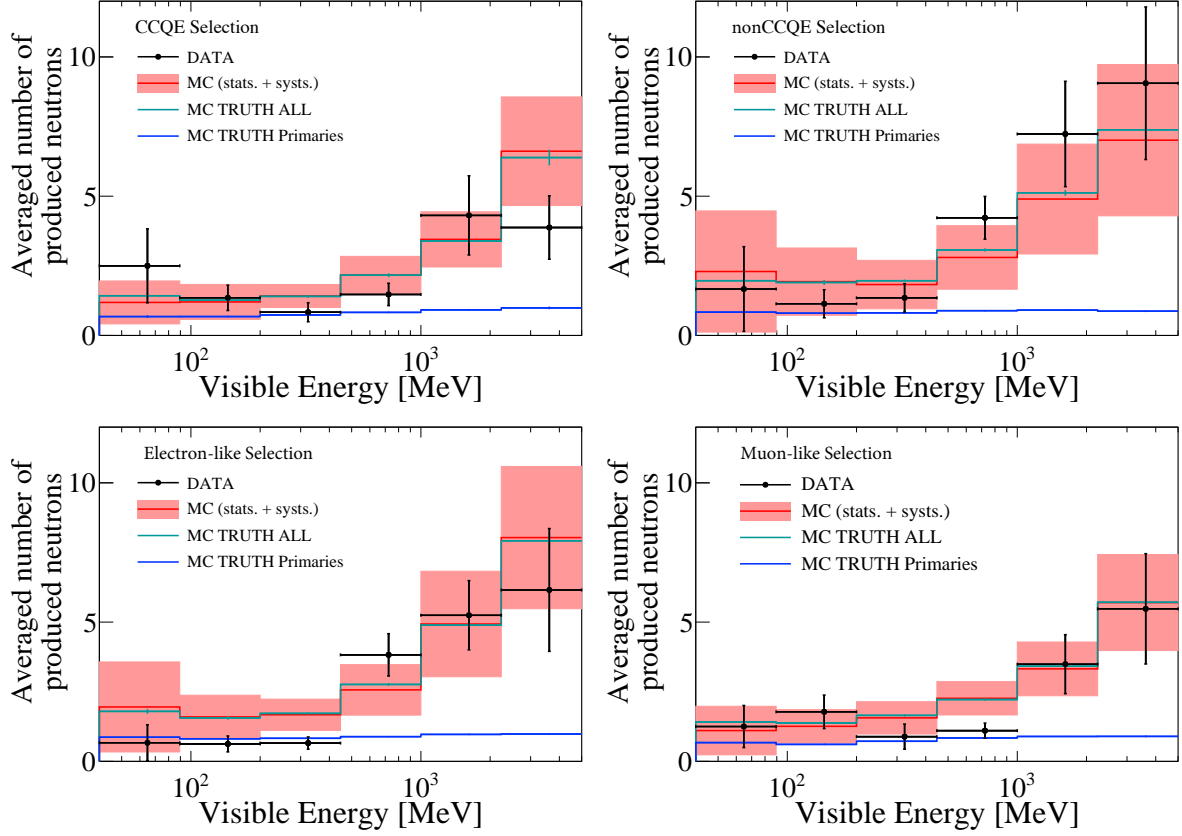 CCQE Selection
DATA
MC (stats. + systs.)
MC TRUTH ALL
MC TRUTH Primaries
Averaged number of
produced neutrons
0
5
10
10²
10³
Visible Energy [MeV]
nonCCQE Selection
DATA
MC (stats. + systs.)
MC TRUTH ALL
MC TRUTH Primaries
Averaged number of
produced neutrons
0
5
10
10²
10³
Visible Energy [MeV]
Electron-like Selection
DATA
MC (stats. + systs.)
MC TRUTH ALL
MC TRUTH Primaries
Averaged number of
produced neutrons
0
5
10
10²
10³
Visible Energy [MeV]
Muon-like Selection
DATA
MC (stats. + systs.)
MC TRUTH ALL
MC TRUTH Primaries
Averaged number of
produced neutrons
0
5
10
10²
10³
Visible Energy [MeV]